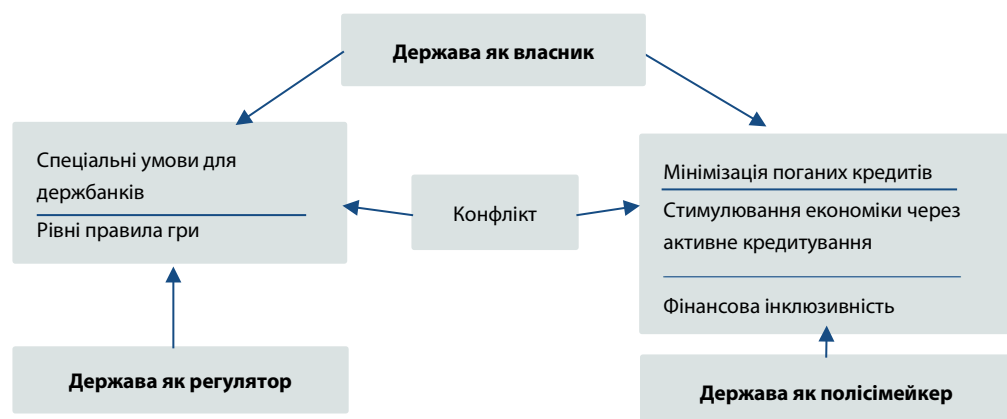 Держава як власник
Спеціальні умови для
держбанків
Рівні правила гри
Конфлікт
Мінімізація поганих кредитів
Стимулювання економіки через
активне кредитування
Фінансова інклюзивність
Держава як регулятор
Держава як полісімейкер